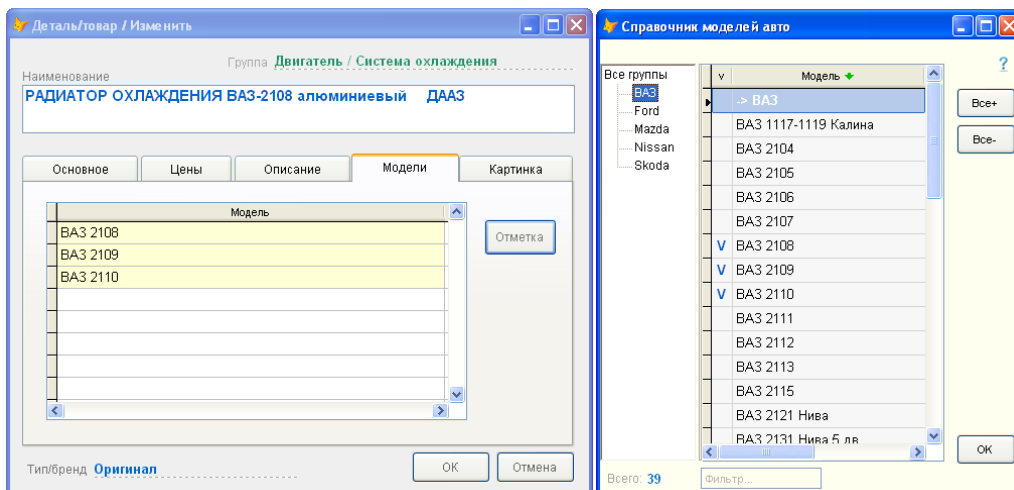 Деталь/товар / Изменить
Группа Двигатель / Система охлаждения
Наименование
РАДИАТОР ОХЛАЖДЕНИЯ ВАЗ-2108 алюминиевый ДААЗ
Основное Цены Описание Модели Картинка
Модель
ВАЗ 2108
ВАЗ 2109
ВАЗ 2110
Отметка
Тип/бренд Оригинал
ОК Отмена
Справочник моделей авто
Все группы
ВАЗ
Ford
Mazda
Nissan
Skoda
v Модель
-> ВАЗ
ВАЗ 1117-1119 Калина
ВАЗ 2104
ВАЗ 2105
ВАЗ 2106
ВАЗ 2107
V ВАЗ 2108
V ВАЗ 2109
V ВАЗ 2110
ВАЗ 2111
ВАЗ 2112
ВАЗ 2113
ВАЗ 2115
ВАЗ 2121 Нива
ВАЗ 2131 Нива 5 дв
?
Все+
Все-
ОК
Всего: 39
Фильтр...